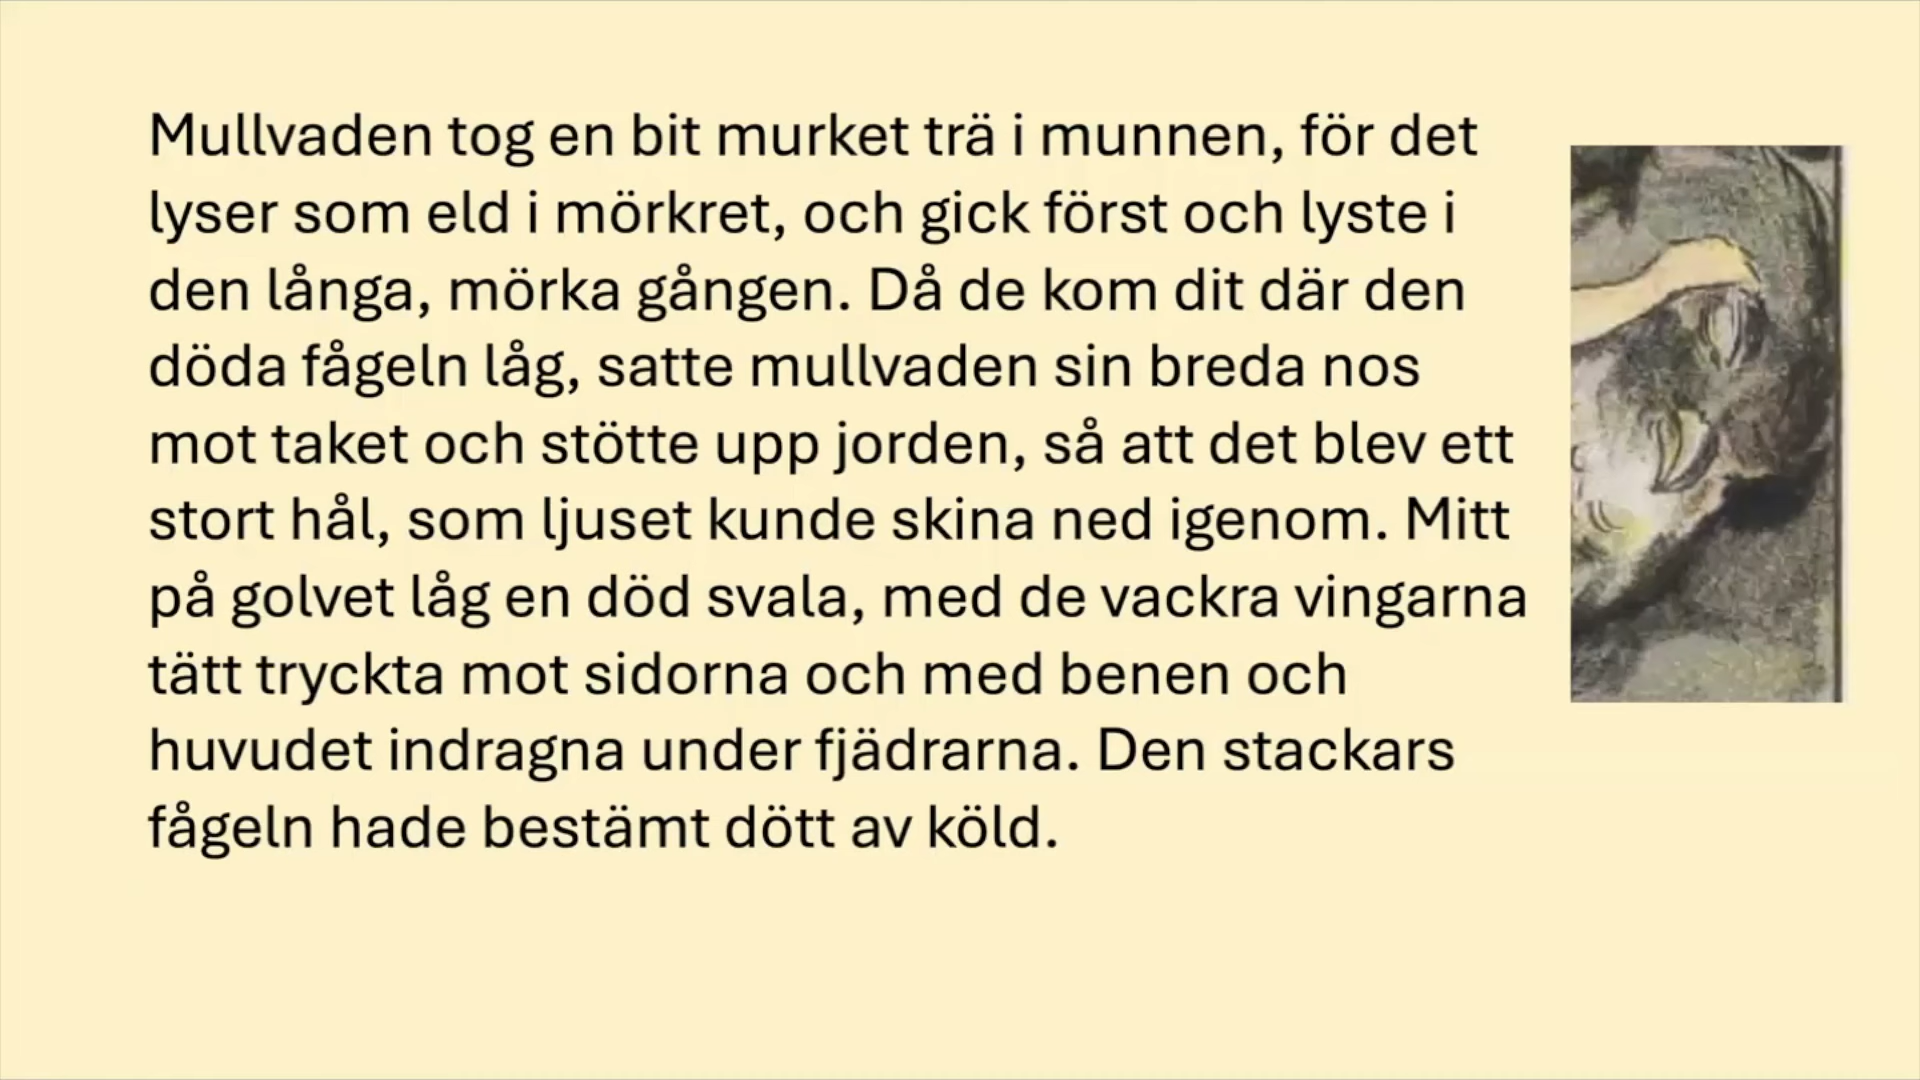 Mullvaden tog en bit murket trä i munnen, för det
lyser som eld i mörkret, och gick först och lyste i
den långa, mörka gången. Då de kom dit där den
döda fågeln låg, satte mullvaden sin breda nos
mot taket och stötte upp jorden, så att det blev ett
stort hål, som ljuset kunde skina ned igenom. Mitt
på golvet låg en död svala, med de vackra vingarna
tätt tryckta mot sidorna och med benen och
huvudet indragna under fjädrarna. Den stackars
fågeln hade bestämt dött av köld.